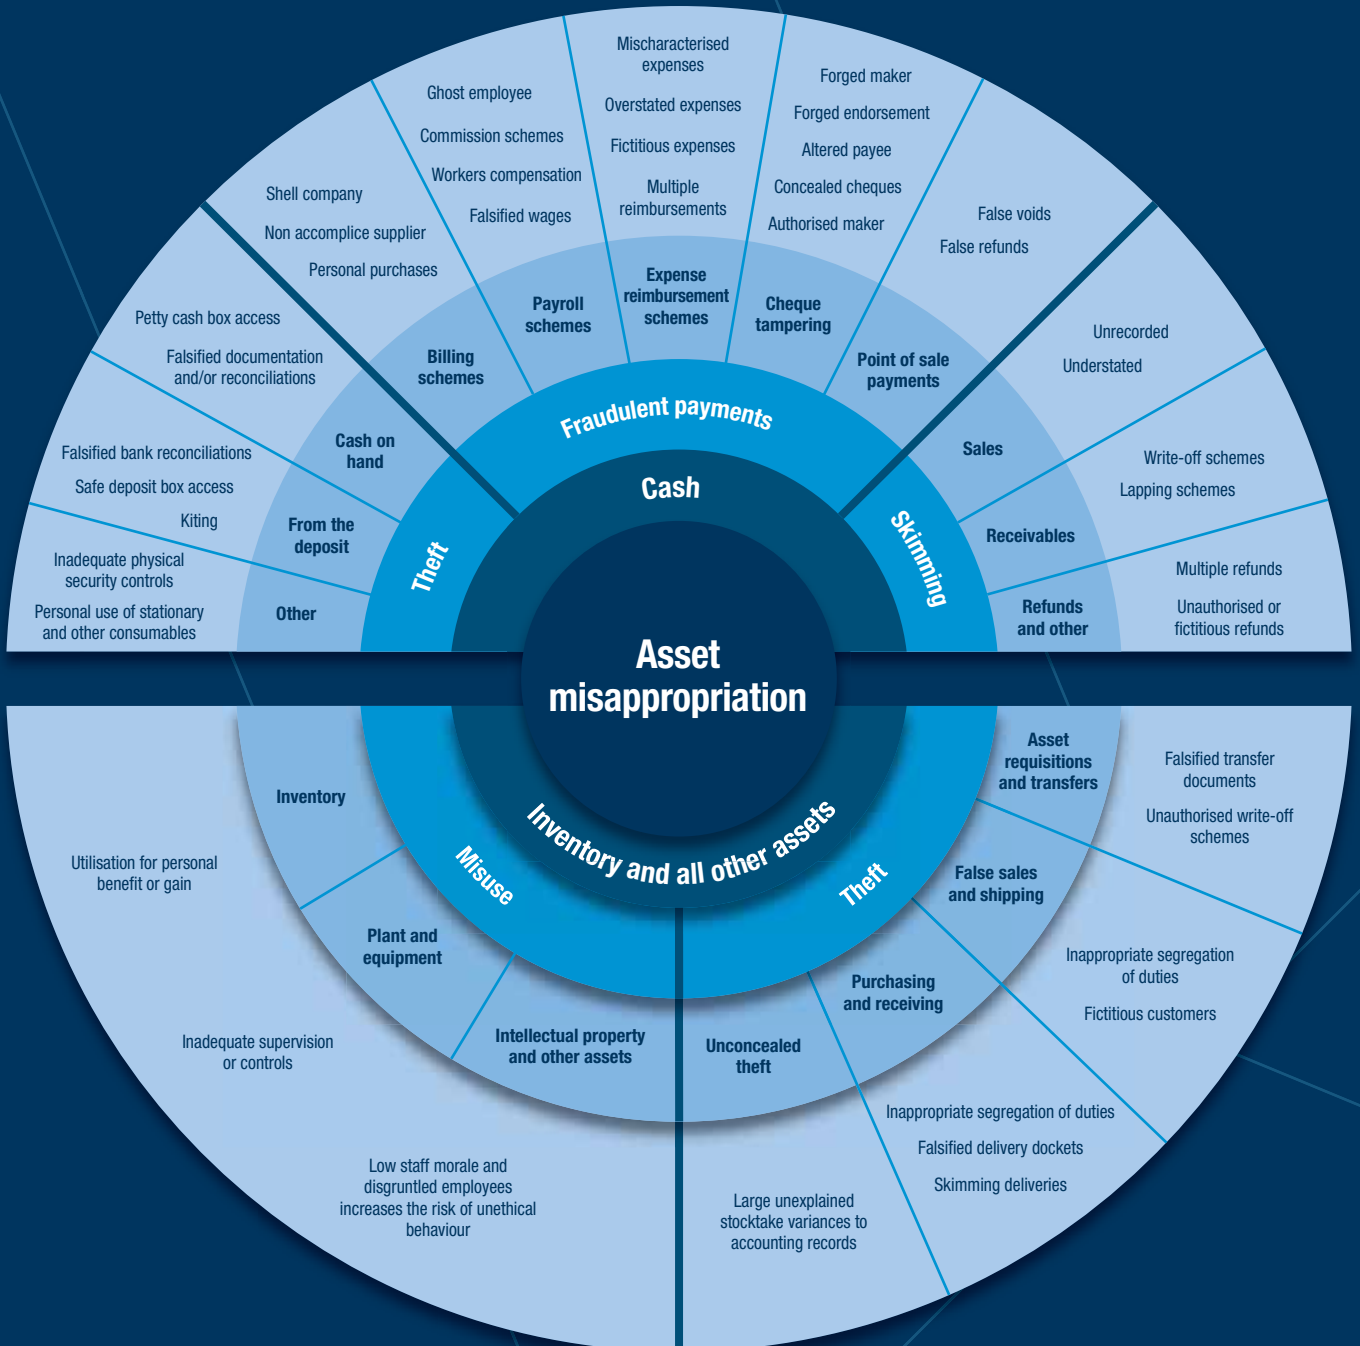 Mischaracterised
expenses
Overstated expenses
Fictitious expenses
Multiple
reimbursements
Ghost employee
Commission schemes
Workers compensation
Falsified wages
Forged maker
Forged endorsement
Altered payee
Concealed cheques
Authorised maker
Shell company
Non accomplice supplier
Personal purchases
False voids
False refunds
Petty cash box access
Falsified documentation
and/or reconciliations
Unrecorded
Understated
Falsified bank reconciliations
Safe deposit box access
Kiting
Write-off schemes
Lapping schemes
Inadequate physical
security controls
Personal use of stationary
and other consumables
Multiple refunds
Unauthorised or
fictitious refunds
Billing
schemes
Payroll
schemes
Expense
reimbursement
schemes
Cheque
tampering
Point of sale
payments
Cash on
hand
From the
deposit
Other
Sales
Receivables
Refunds
and other
Fraudulent payments
Theft
Skimming
Cash
Asset
misappropriation
Inventory and all other assets
Misuse
Theft
Inventory
Plant and
equipment
Intellectual property
and other assets
Unconcealed
theft
Purchasing
and receiving
False sales
and shipping
Asset
requisitions
and transfers
Utilisation for personal
benefit or gain
Inadequate supervision
or controls
Low staff morale and
disgruntled employees
increases the risk of unethical
behaviour
Large unexplained
stocktake variances to
accounting records
Inappropriate segregation of duties
Falsified delivery dockets
Skimming deliveries
Inappropriate segregation
of duties
Fictitious customers
Falsified transfer
documents
Unauthorised write-off
schemes